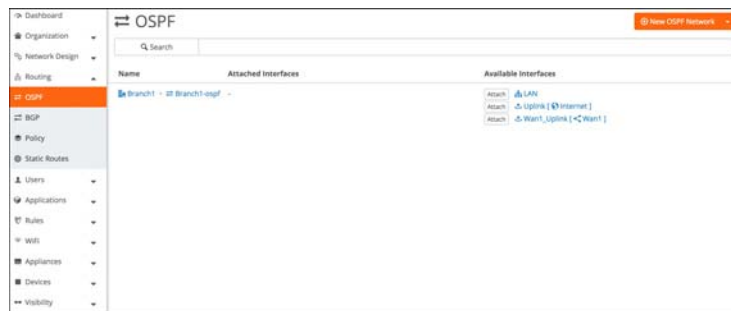 Dashboard
Organization
Network Design
Routing
OSPF
BGP
Policy
Static Routes
Users
Applications
Rules
Wifi
Appliances
Devices
Visibility
OSPF
New OSPF Network
Search
Name Attached Interfaces Available Interfaces
Branch1 - Branch1-ospf - Attach LAN
Attach Uplink [ Internet ]
Attach Wan1_Uplink [ Wan1 ]